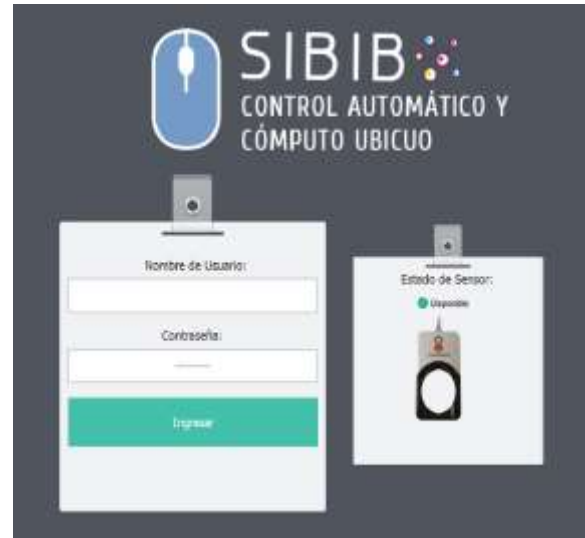 SIBIB
CONTROL AUTOMÁTICO Y
CÓMPUTO UBICUO
Nombre de Usuario:
Contraseña:
Ingresar
Estado de Sensor:
Disponible